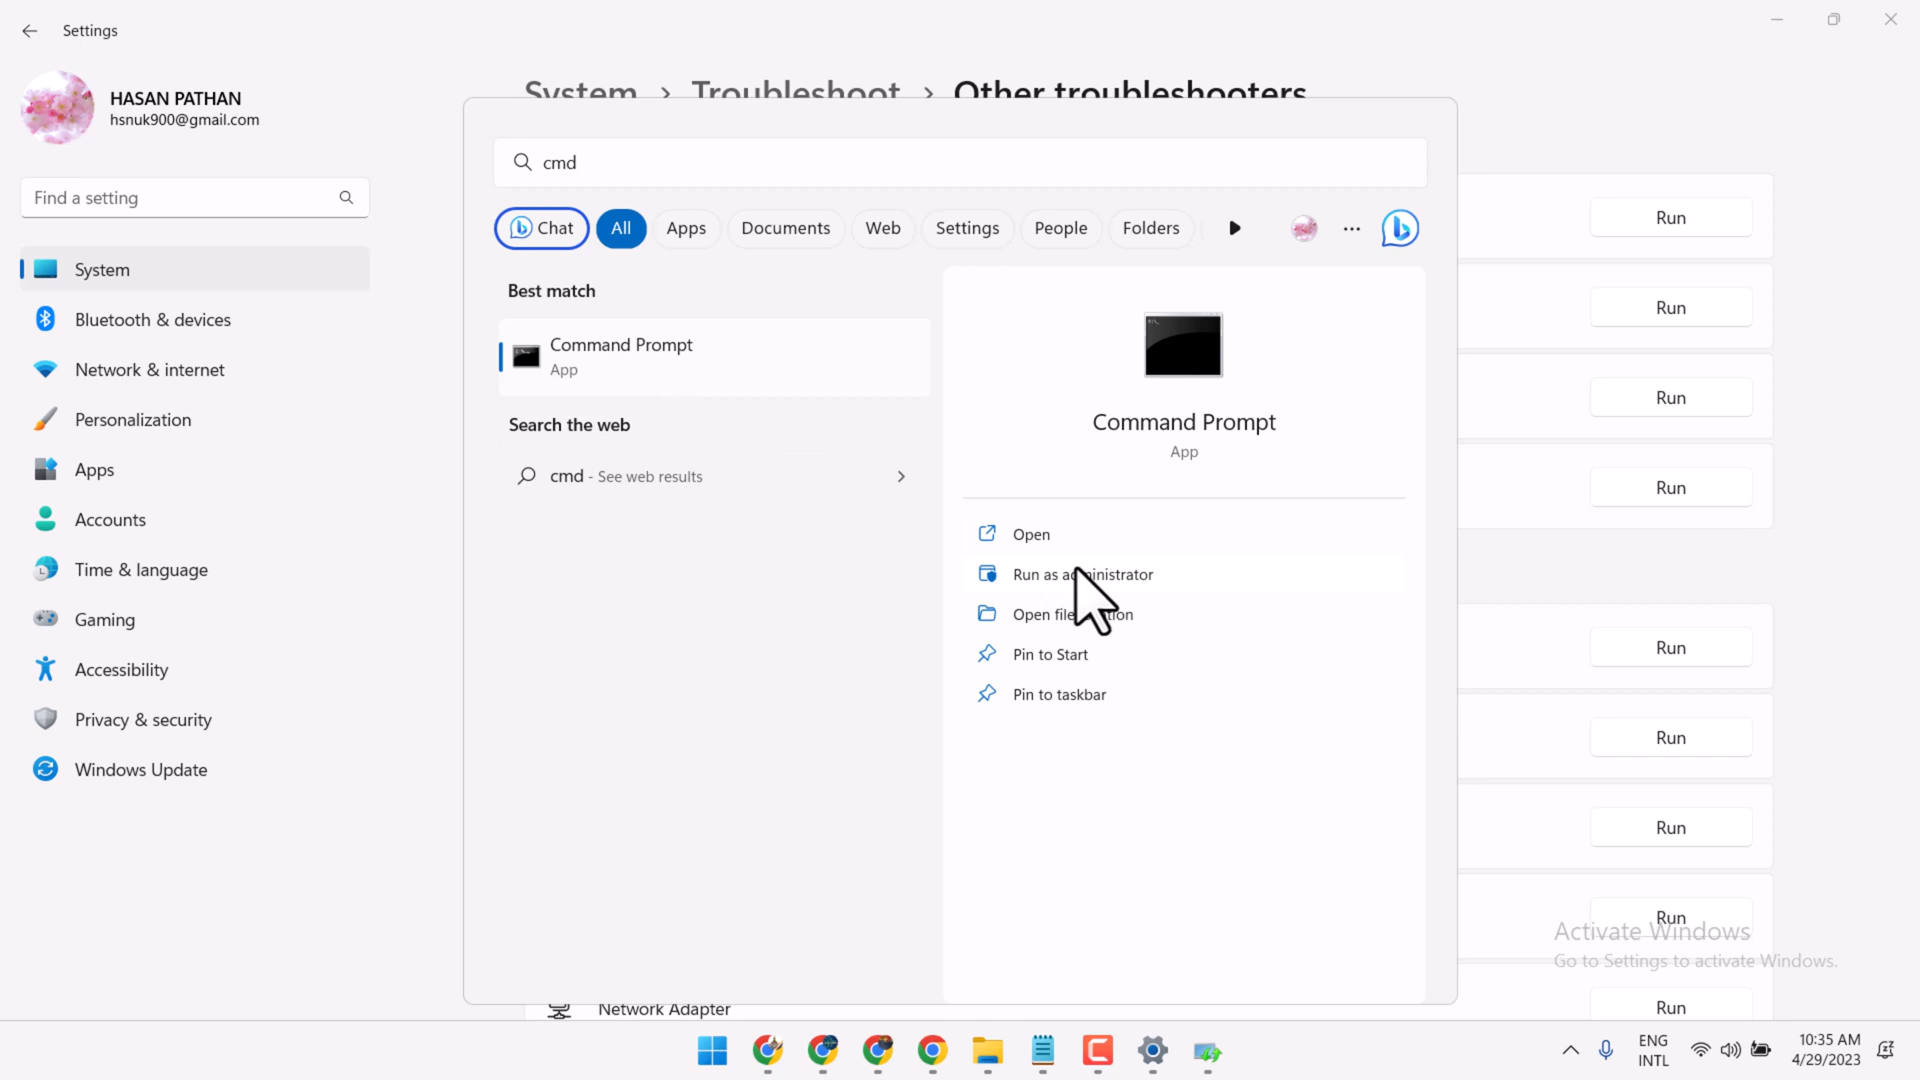 Settings
HASAN PATHAN
hsnuk900@gmail.com
Find a setting
System
Bluetooth & devices
Network & internet
Personalization
Apps
Accounts
Time & language
Gaming
Accessibility
Privacy & security
Windows Update
System > Troubleshoot > Other troubleshooters
cmd
Chat
All
Apps
Documents
Web
Settings
People
Folders
Best match
Command Prompt
App
Search the web
cmd - See web results
Command Prompt
App
Open
Run as administrator
Open file location
Pin to Start
Pin to taskbar
Run
Run
Run
Run
Run
Run
Run
Run
Activate Windows
Go to Settings to activate Windows.
Network Adapter
Run
ENG
INTL
10:35 AM
4/29/2023